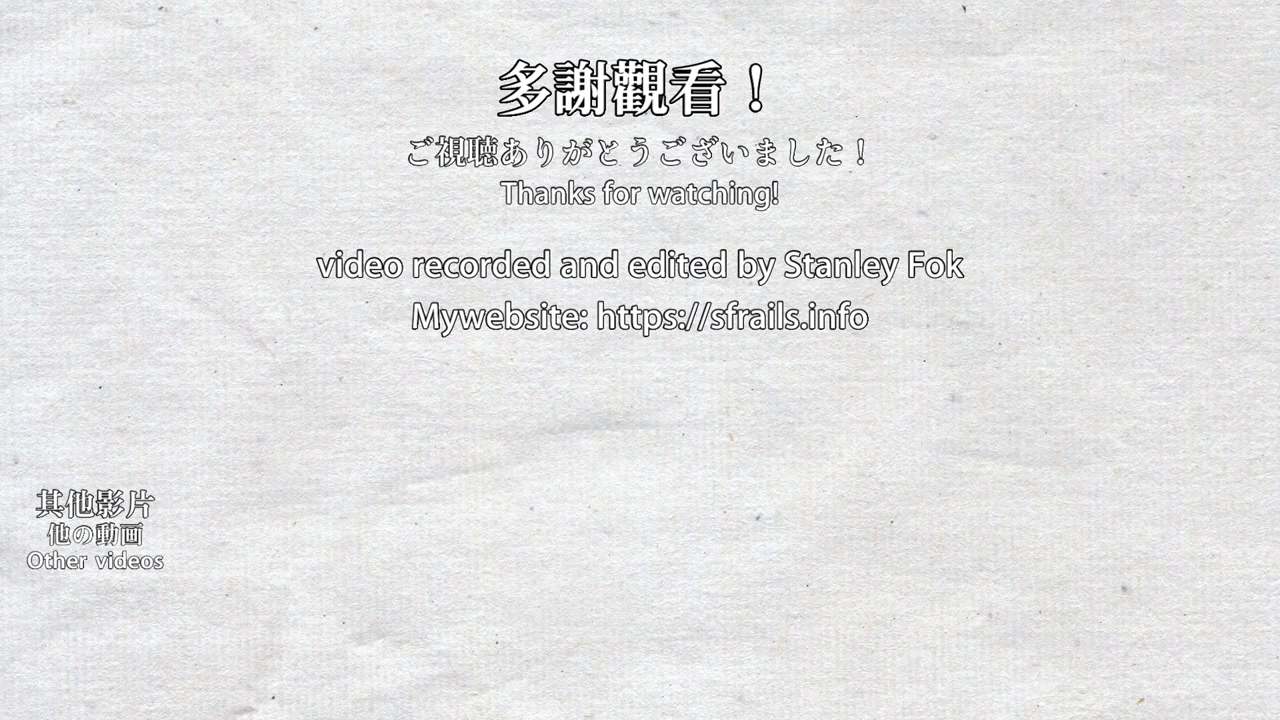 多謝觀看！
ご視聴ありがとうございました！
Thanks for watching!
video recorded and edited by Stanley Fok
Mywebsite: https://sfrails.info
其他影片
他の動画
Other videos